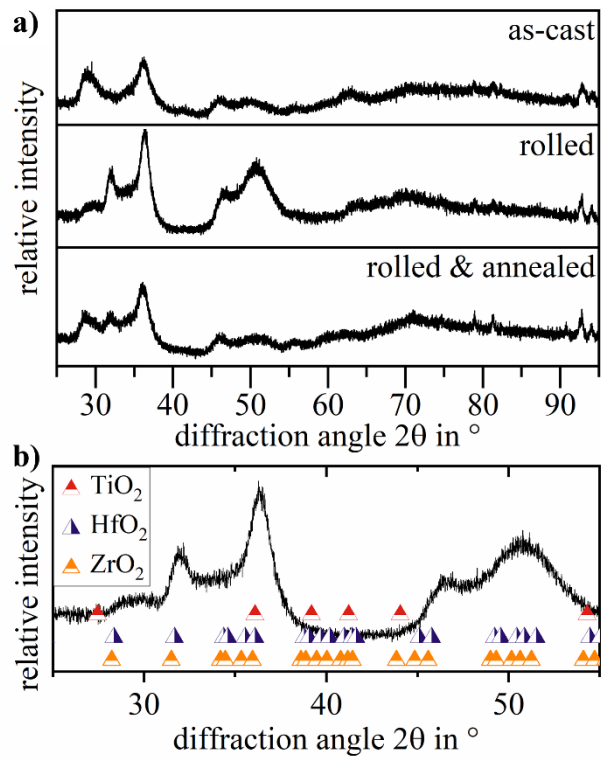 a)
as-cast
rolled
rolled & annealed
relative intensity
30 40 50 60 70 80 90
diffraction angle 2θ in °
b)
TiO₂
HfO₂
ZrO₂
relative intensity
30 40 50
diffraction angle 2θ in °